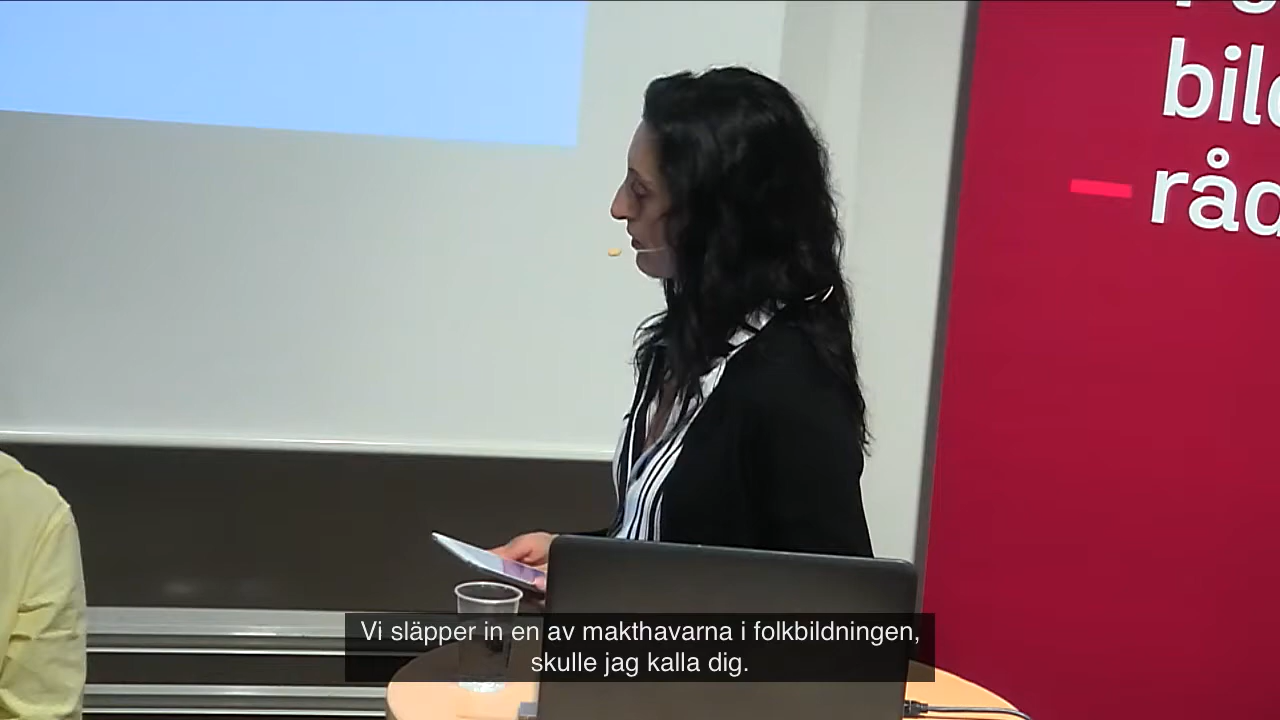 bil
råd
Vi släpper in en av makthavarna i folkbildningen,
skulle jag kalla dig.